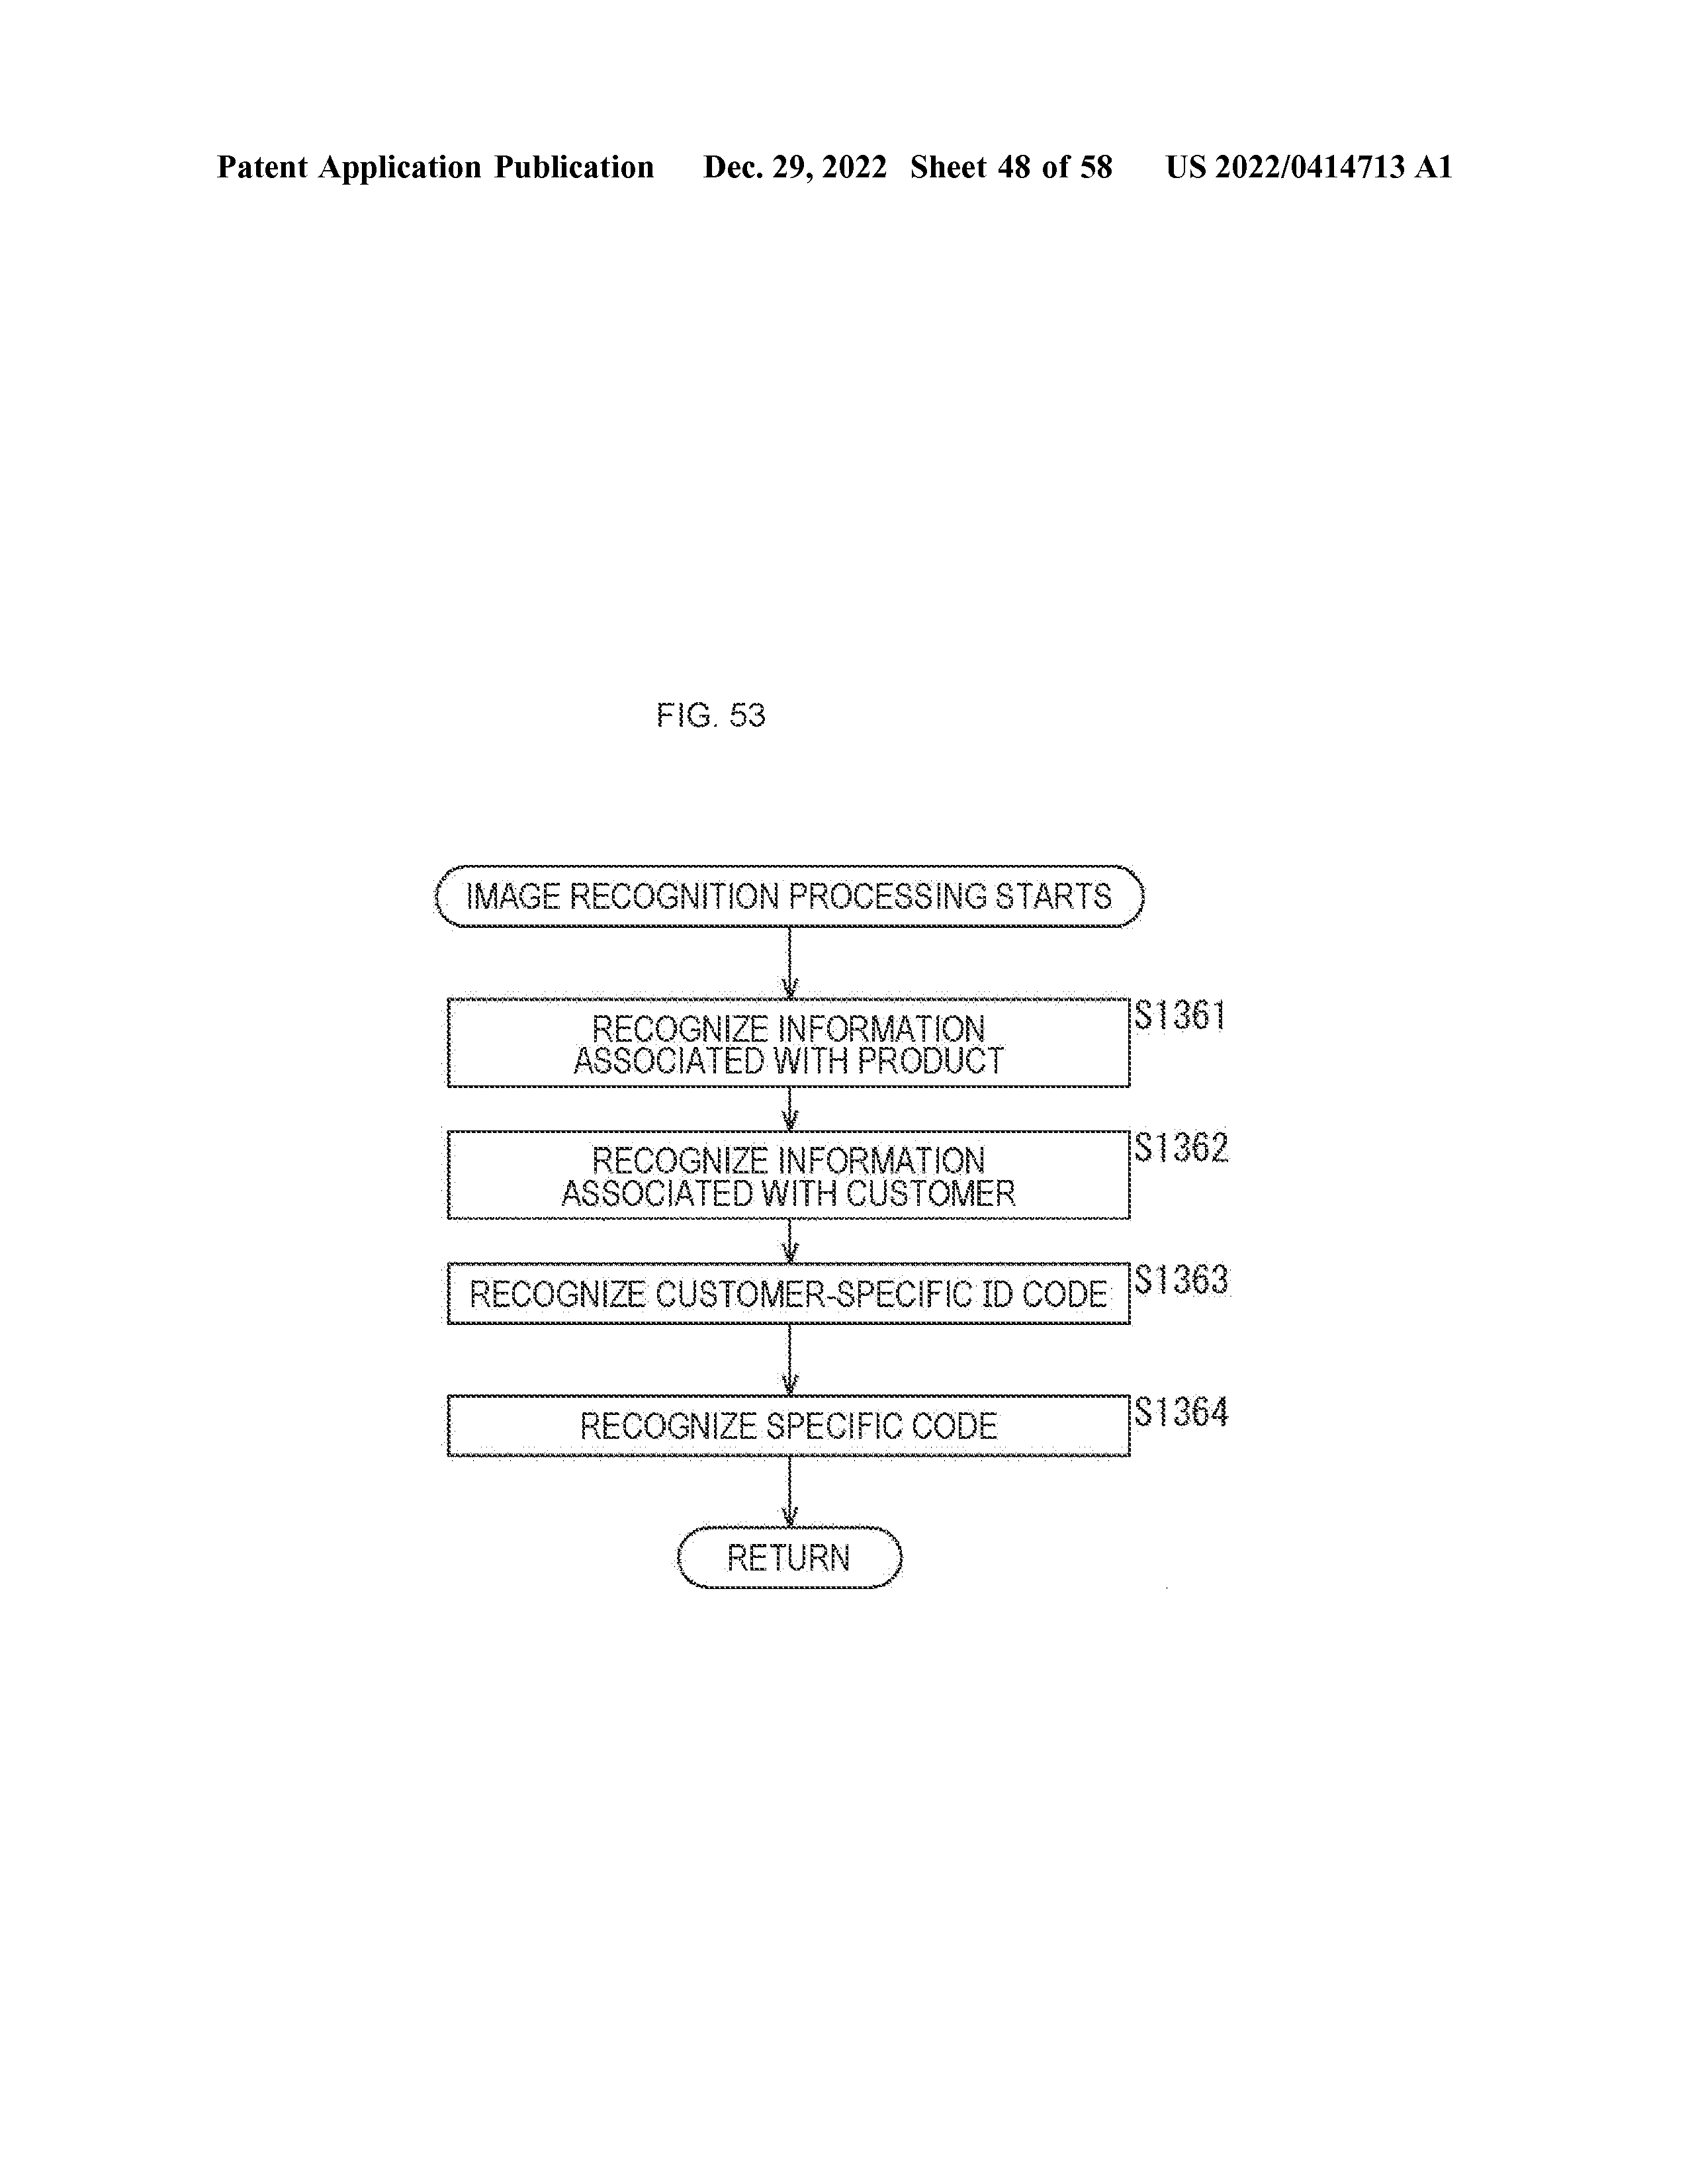 Patent Application Publication Dec. 29, 2022 Sheet 48 of 58 US 2022/0414713 A1
FIG. 53
IMAGE RECOGNITION PROCESSING STARTS
S1361
RECOGNIZE INFORMATION
ASSOCIATED WITH PRODUCT
S1362
RECOGNIZE INFORMATION
ASSOCIATED WITH CUSTOMER
S1363
RECOGNIZE CUSTOMER-SPECIFIC ID CODE
S1364
RECOGNIZE SPECIFIC CODE
RETURN